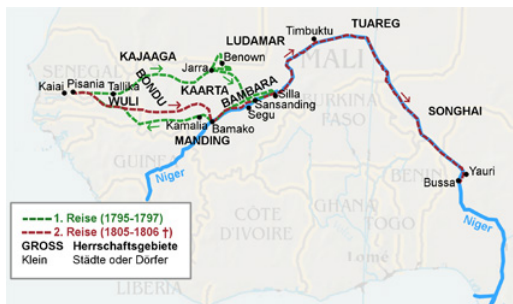 TUAREG
Timbuktu
LUDAMAR
KAJAAGA
Benown
MALI
Jarra
SENEGAL
BONDU
KAARTA
BAMBARA
Kaiai
Pisania
Tallika
Silla
WULI
Sansanding
BURKINA
FASO
SONGHAI
Segu
Kamalia
Bamako
MANDING
GUINEA
BENIN
Yauri
Bussa
Niger
GHANA
TOGO
CÔTE
D'IVOIRE
Niger
Lomé
LIBERIA
1. Reise (1795-1797)
2. Reise (1805-1806 †)
GROSS Herrschaftsgebiete
Klein Städte oder Dörfer